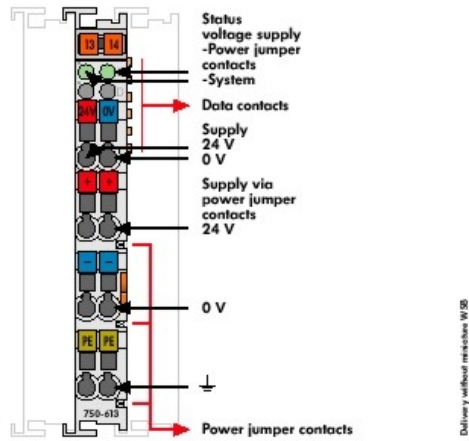 Status
voltage supply
-Power jumper
contacts
-System
Data contacts
Supply
24 V
0 V
Supply via
power jumper
contacts
24 V
0 V
Power jumper contacts
13 14
24V 0V
+ +
− −
PE PE
750-613
Delivery without miniature WSB